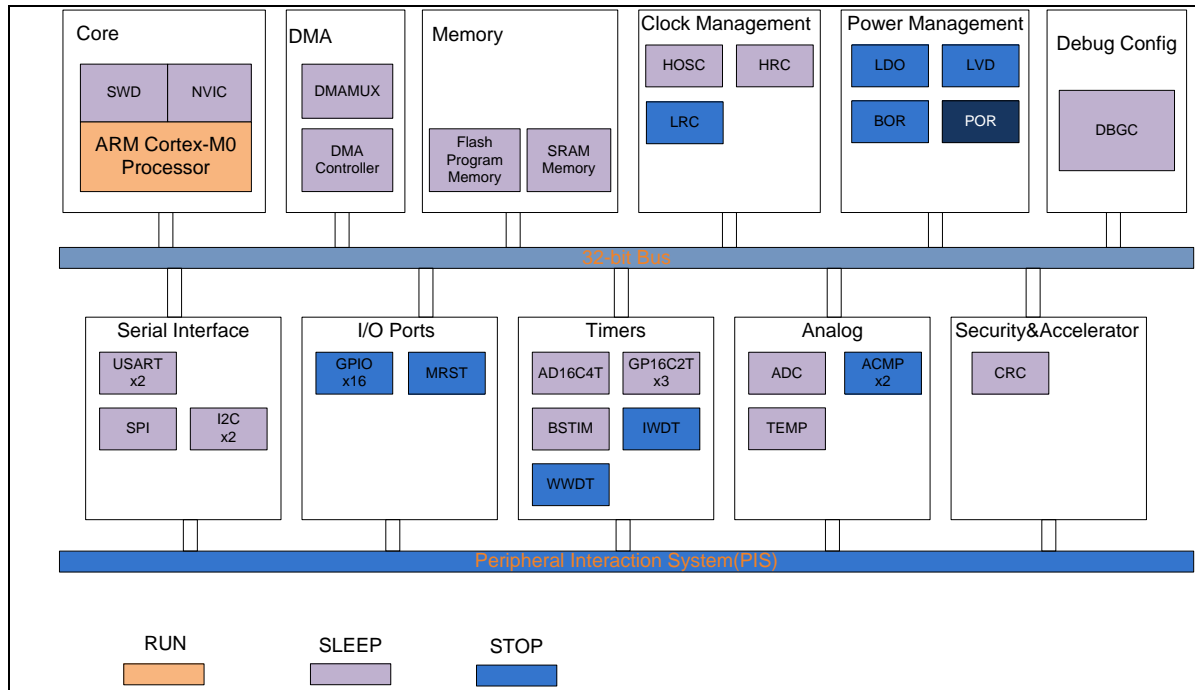 Core
SWD
NVIC
ARM Cortex-M0
Processor
DMA
DMAMUX
DMA
Controller
Memory
Flash
Program
Memory
SRAM
Memory
Clock Management
HOSC
HRC
LRC
Power Management
LDO
LVD
BOR
POR
Debug Config
DBGC
32-bit Bus
Serial Interface
USART
x2
SPI
I2C
x2
I/O Ports
GPIO
x16
MRST
Timers
AD16C4T
GP16C2T
x3
BSTIM
IWDT
WWDT
Analog
ADC
ACMP
x2
TEMP
Security&Accelerator
CRC
Peripheral Interaction System(PIS)
RUN
SLEEP
STOP